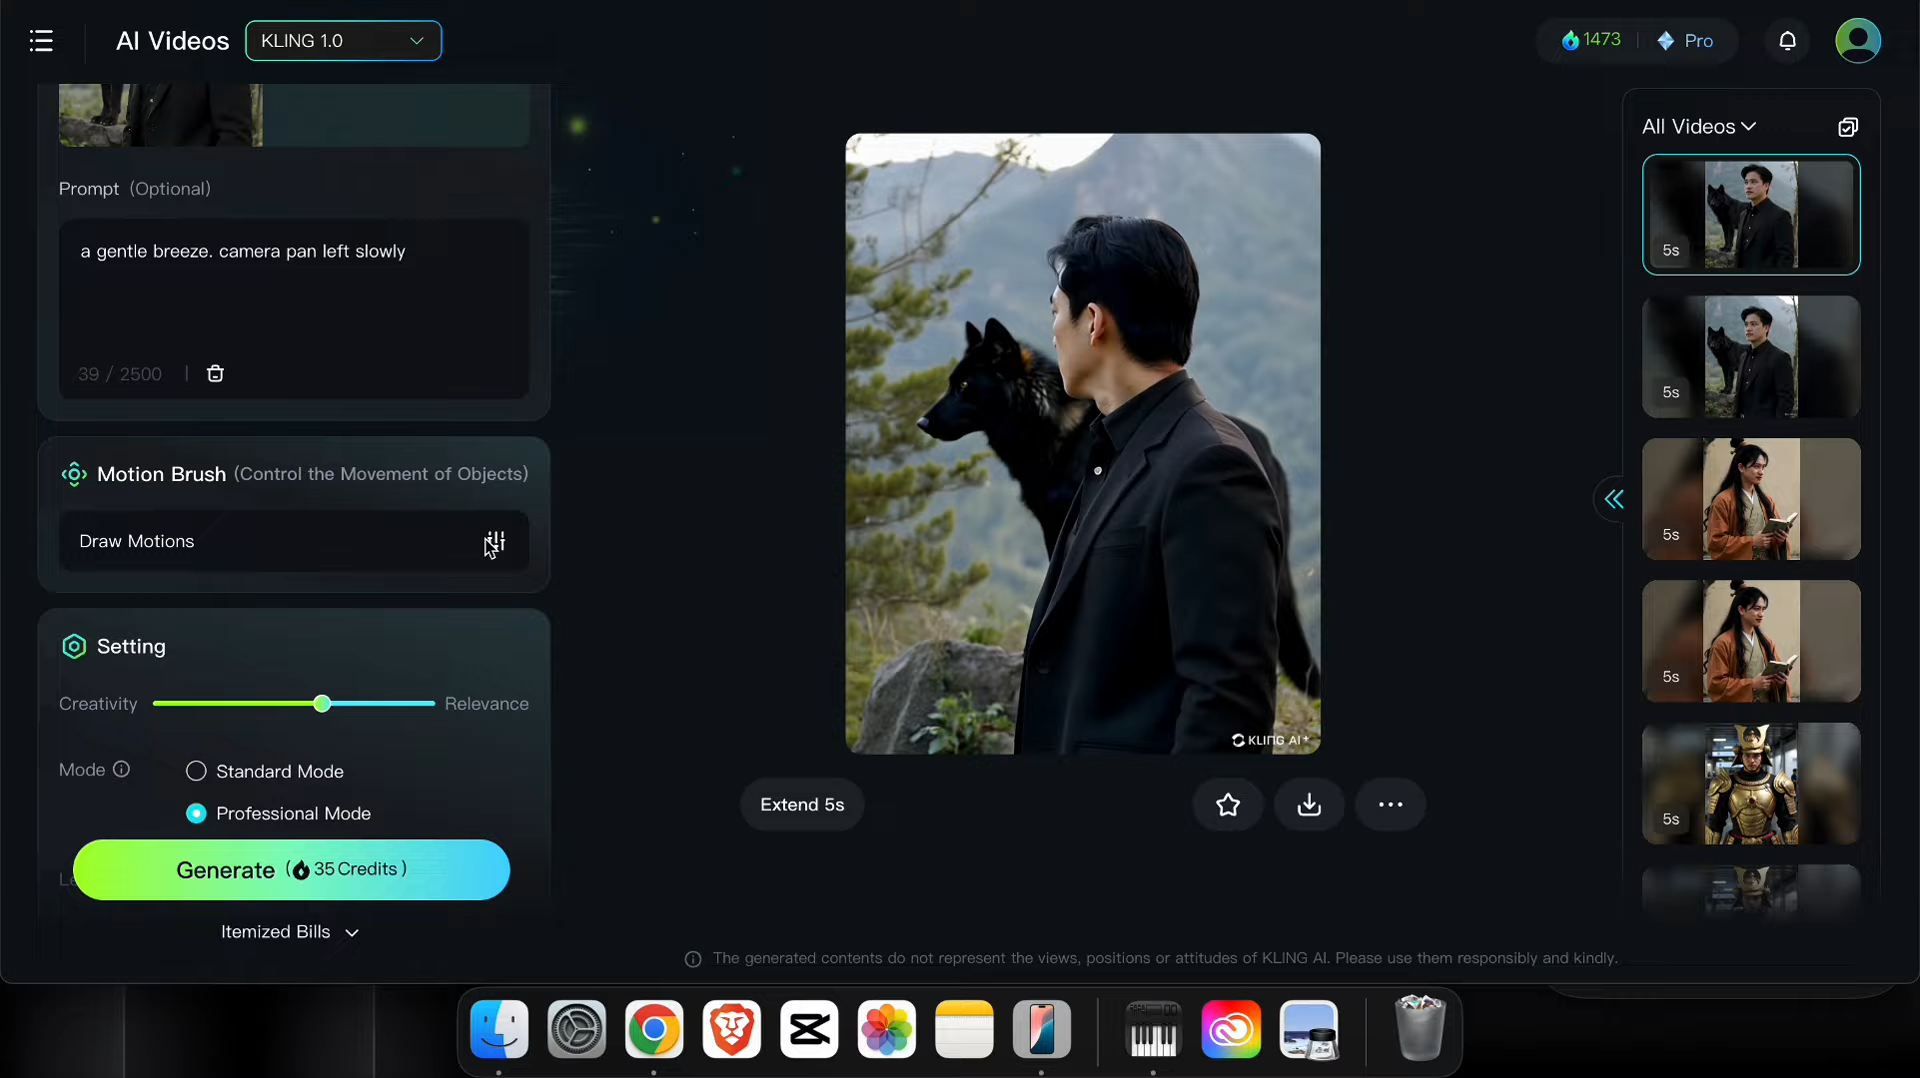 AI Videos
KLING 1.0
1473
Pro
All Videos
Prompt (Optional)
a gentle breeze. camera pan left slowly
39 / 2500
Motion Brush (Control the Movement of Objects)
Draw Motions
Setting
Creativity
Relevance
Mode
Standard Mode
Professional Mode
Generate ( 35 Credits )
Itemized Bills
KLING AI
Extend 5s
5s
5s
5s
5s
5s
The generated contents do not represent the views, positions or attitudes of KLING AI. Please use them responsibly and kindly.